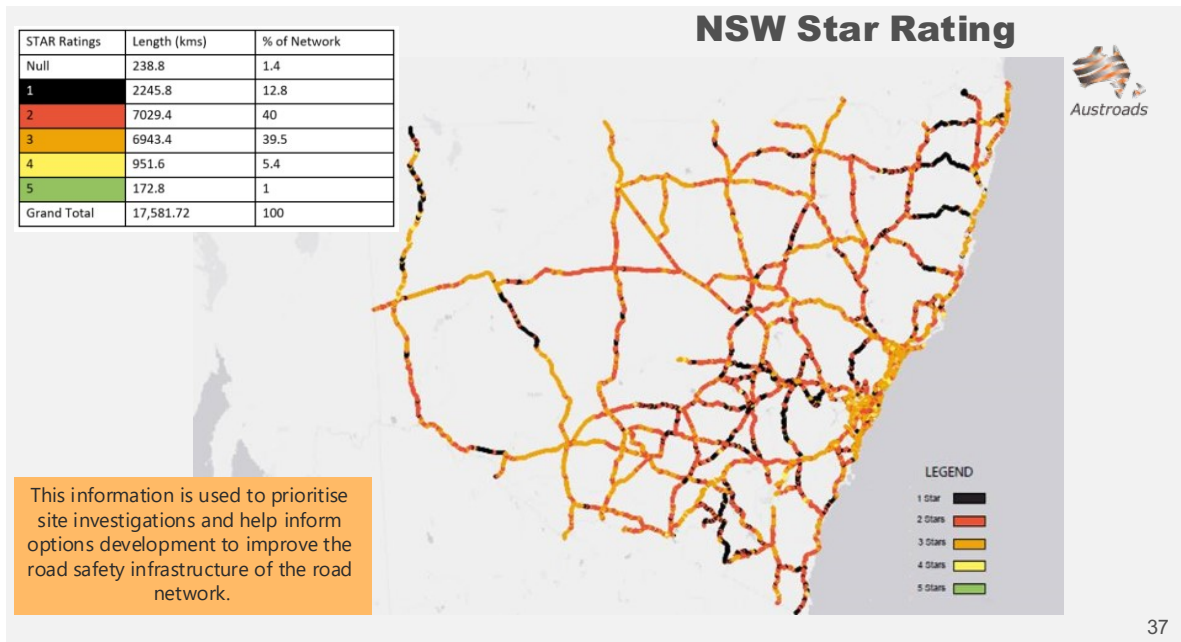 NSW Star Rating
STAR Ratings Length (kms) % of Network
Null 238.8 1.4
1 2245.8 12.8
2 7029.4 40
3 6943.4 39.5
4 951.6 5.4
5 172.8 1
Grand Total 17,581.72 100
Austroads
This information is used to prioritise
site investigations and help inform
options development to improve the
road safety infrastructure of the road
network.
LEGEND
1 Star
2 Stars
3 Stars
4 Stars
5 Stars
37